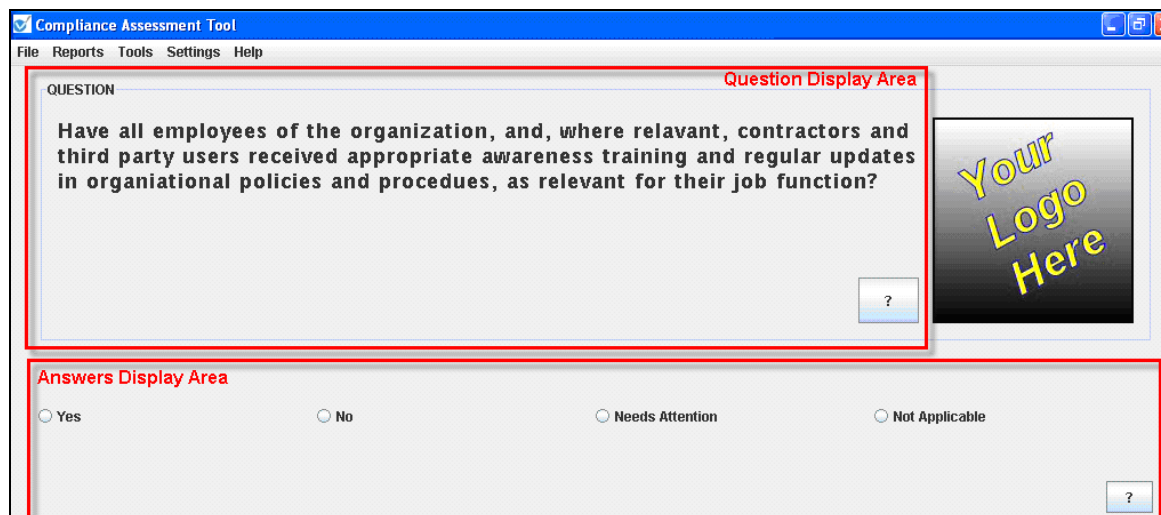 Compliance Assessment Tool
File Reports Tools Settings Help
Question Display Area
QUESTION
Have all employees of the organization, and, where relavant, contractors and
third party users received appropriate awareness training and regular updates
in organiational policies and procedues, as relevant for their job function?
Your
Logo
Here
?
Answers Display Area
Yes No Needs Attention Not Applicable
?